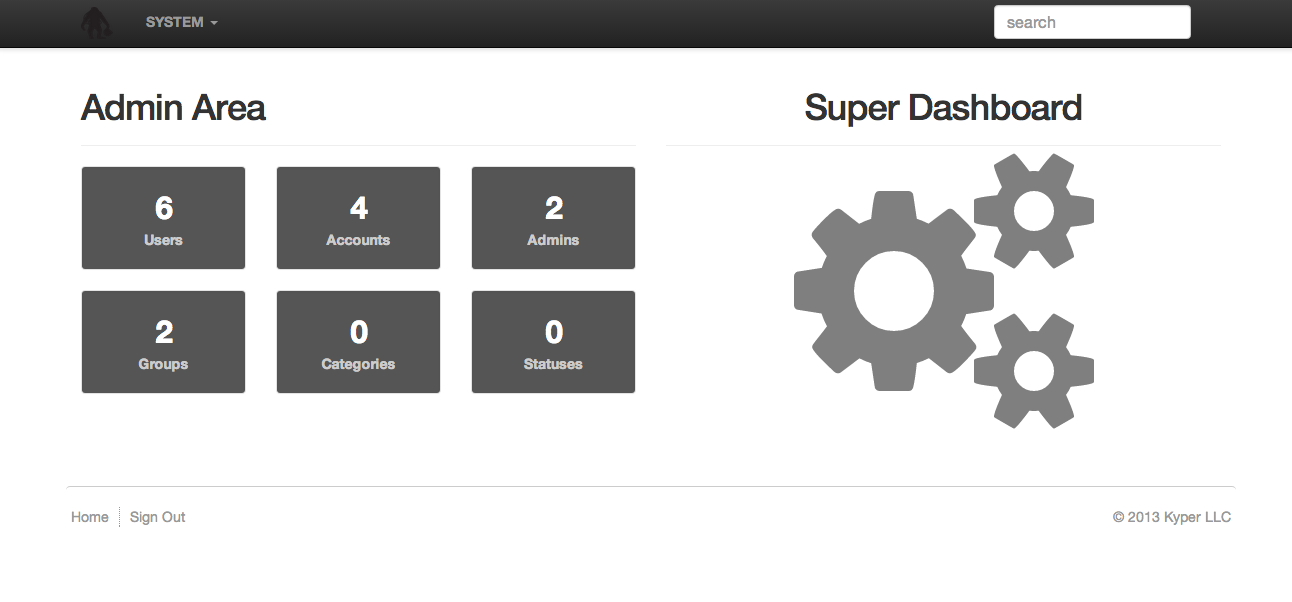 SYSTEM
search
Admin Area
Super Dashboard
6
Users
4
Accounts
2
Admins
2
Groups
0
Categories
0
Statuses
Home
Sign Out
© 2013 Kyper LLC